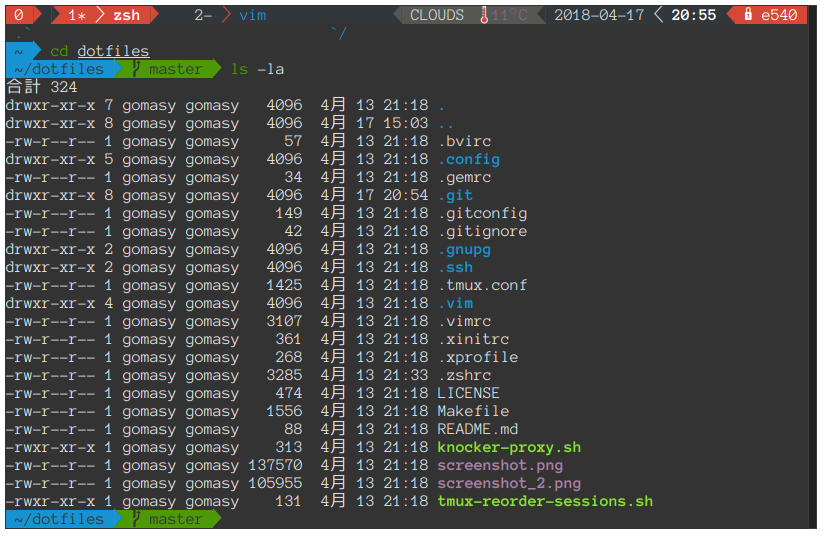 0 1* zsh 2- vim CLOUDS 11°C 2018-04-17 20:55 e540
.` `/
~ cd dotfiles
~/dotfiles master ls -la
合計 324
drwxr-xr-x 7 gomasy gomasy 4096 4月 13 21:18 .
drwxr-xr-x 8 gomasy gomasy 4096 4月 17 15:03 ..
-rw-r--r-- 1 gomasy gomasy 57 4月 13 21:18 .bvirc
drwxr-xr-x 5 gomasy gomasy 4096 4月 13 21:18 .config
-rw-r--r-- 1 gomasy gomasy 34 4月 13 21:18 .gemrc
drwxr-xr-x 8 gomasy gomasy 4096 4月 17 20:54 .git
-rw-r--r-- 1 gomasy gomasy 149 4月 13 21:18 .gitconfig
-rw-r--r-- 1 gomasy gomasy 42 4月 13 21:18 .gitignore
drwxr-xr-x 2 gomasy gomasy 4096 4月 13 21:18 .gnupg
drwxr-xr-x 2 gomasy gomasy 4096 4月 13 21:18 .ssh
-rw-r--r-- 1 gomasy gomasy 1425 4月 13 21:18 .tmux.conf
drwxr-xr-x 4 gomasy gomasy 4096 4月 13 21:18 .vim
-rw-r--r-- 1 gomasy gomasy 3107 4月 13 21:18 .vimrc
-rw-r--r-- 1 gomasy gomasy 361 4月 13 21:18 .xinitrc
-rw-r--r-- 1 gomasy gomasy 268 4月 13 21:18 .xprofile
-rw-r--r-- 1 gomasy gomasy 3285 4月 13 21:33 .zshrc
-rw-r--r-- 1 gomasy gomasy 474 4月 13 21:18 LICENSE
-rw-r--r-- 1 gomasy gomasy 1556 4月 13 21:18 Makefile
-rw-r--r-- 1 gomasy gomasy 88 4月 13 21:18 README.md
-rwxr-xr-x 1 gomasy gomasy 313 4月 13 21:18 knocker-proxy.sh
-rw-r--r-- 1 gomasy gomasy 137570 4月 13 21:18 screenshot.png
-rw-r--r-- 1 gomasy gomasy 105955 4月 13 21:18 screenshot_2.png
-rwxr-xr-x 1 gomasy gomasy 131 4月 13 21:18 tmux-reorder-sessions.sh
~/dotfiles master